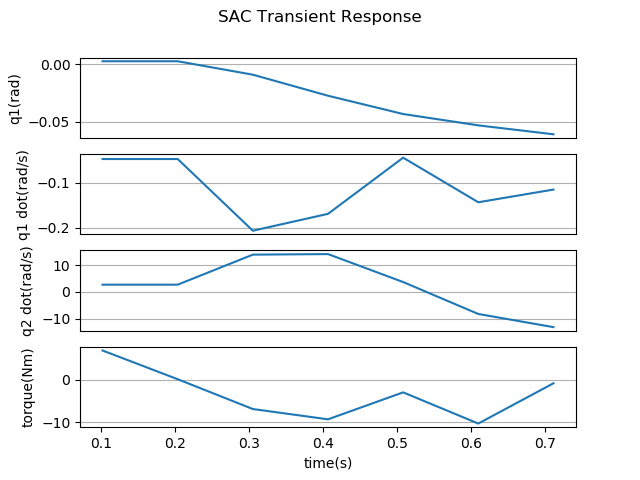 SAC Transient Response
q1(rad)
0.00
−0.05
q1 dot(rad/s)
−0.1
−0.2
q2 dot(rad/s)
10
0
−10
torque(Nm)
0
−10
0.1 0.2 0.3 0.4 0.5 0.6 0.7
time(s)